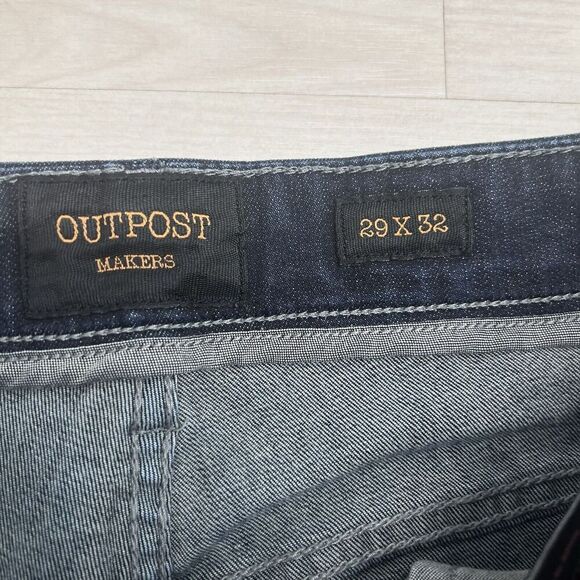 OUTPOST
MAKERS
29 X 32